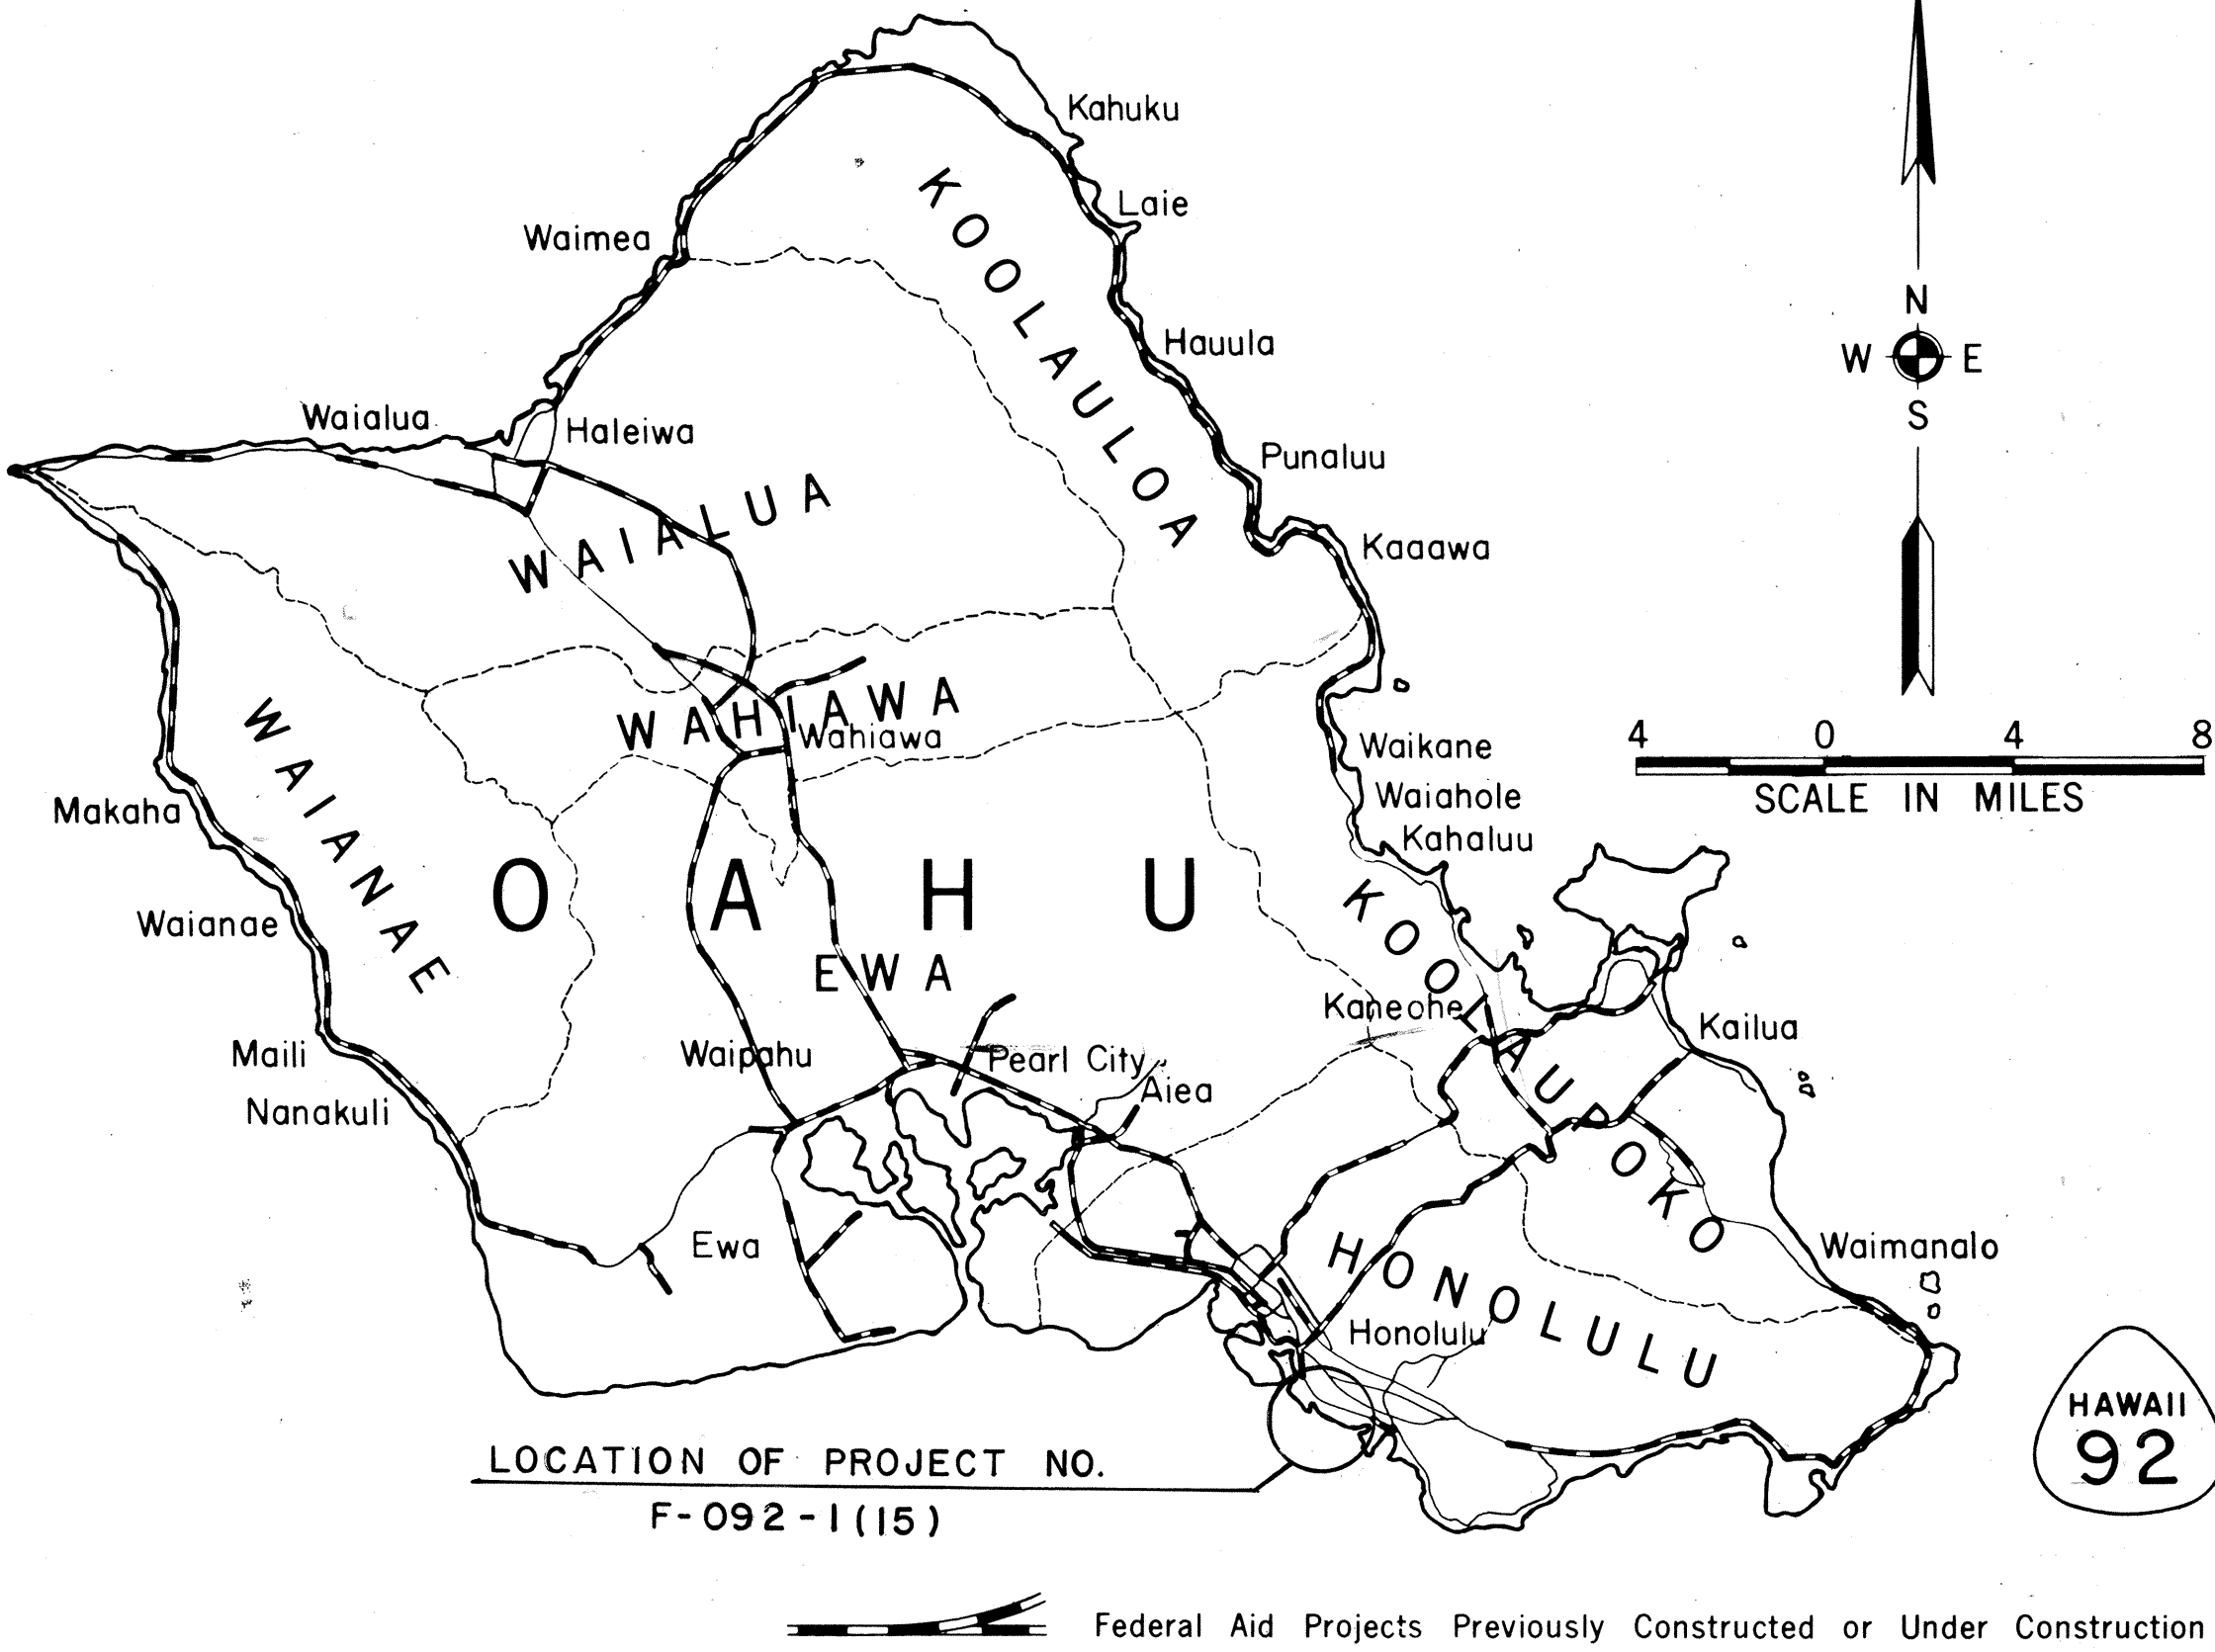 Kahuku
KOOLAULOA
Laie
Waimea
N
W E
S
Hauula
Waialua
Haleiwa
Punaluu
WAIALUA
Kaaawa
WAHIAWA
Wahiawa
WAIANAE
Waikane
4 0 4 8
SCALE IN MILES
Waiahole
Makaha
Kahaluu
OAHU
KOOLAUPOKO
Waianae
EWA
Kaneohe
Kailua
Maili
Waipahu
Pearl City
Aiea
Nanakuli
Ewa
HONOLULU
Waimanalo
Honolulu
HAWAII
92
LOCATION OF PROJECT NO.
F-092-1(15)
Federal Aid Projects Previously Constructed or Under Construction